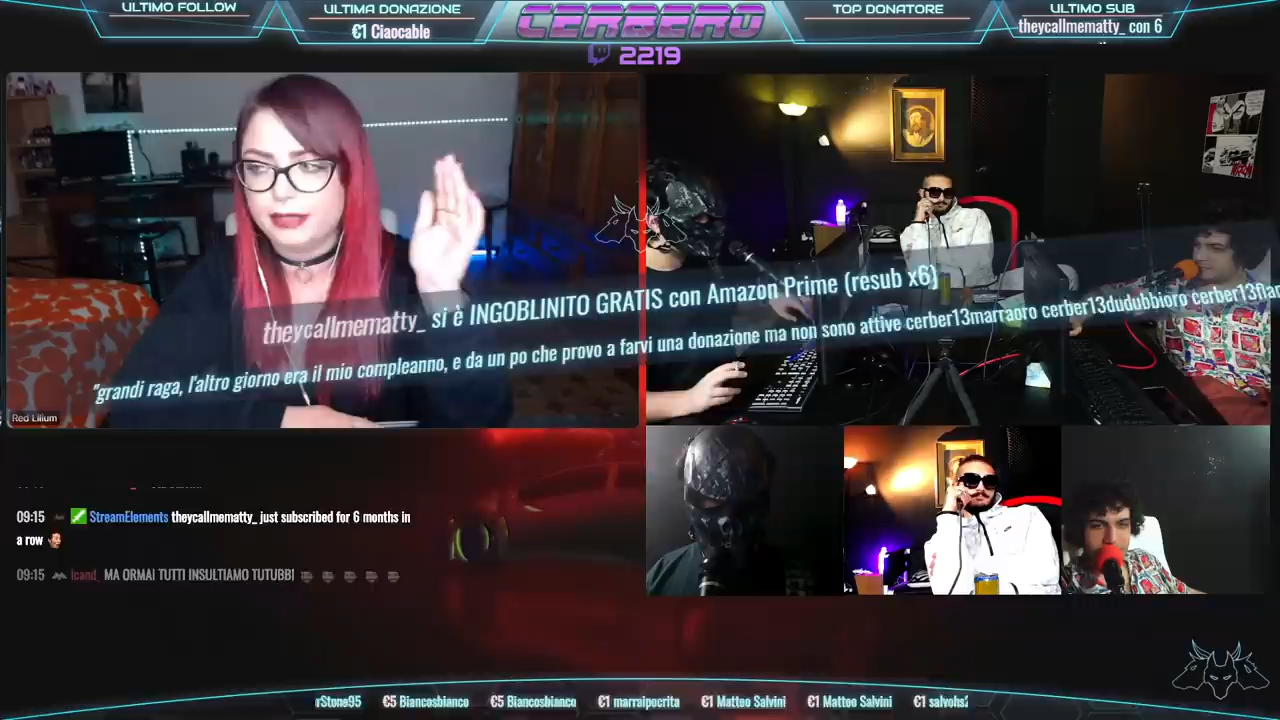 ULTIMO FOLLOW
ULTIMA DONAZIONE
€1 Ciaocable
CERBERO
TOP DONATORE
ULTIMO SUB
theycallmematty_ con 6
2219
theycallmematty_ si è INGOBLINITO GRATIS con Amazon Prime (resub x6)
"grandi raga, l'altro giorno era il mio compleanno, e da un po che provo a farvi una donazione ma non sono attive cerber13marraoro cerber13dudubbioro
Red Lilium
09:15 StreamElements theycallmematty_ just subscribed for 6 months in
a row
09:15 Icand_ MA ORMAI TUTTI INSULTIAMO TUTUBBI
rStone95 €5 Biancosbianco €5 Biancosbianco €1 marraipocrita €1 Matteo Salvini €1 Matteo Salvini €1